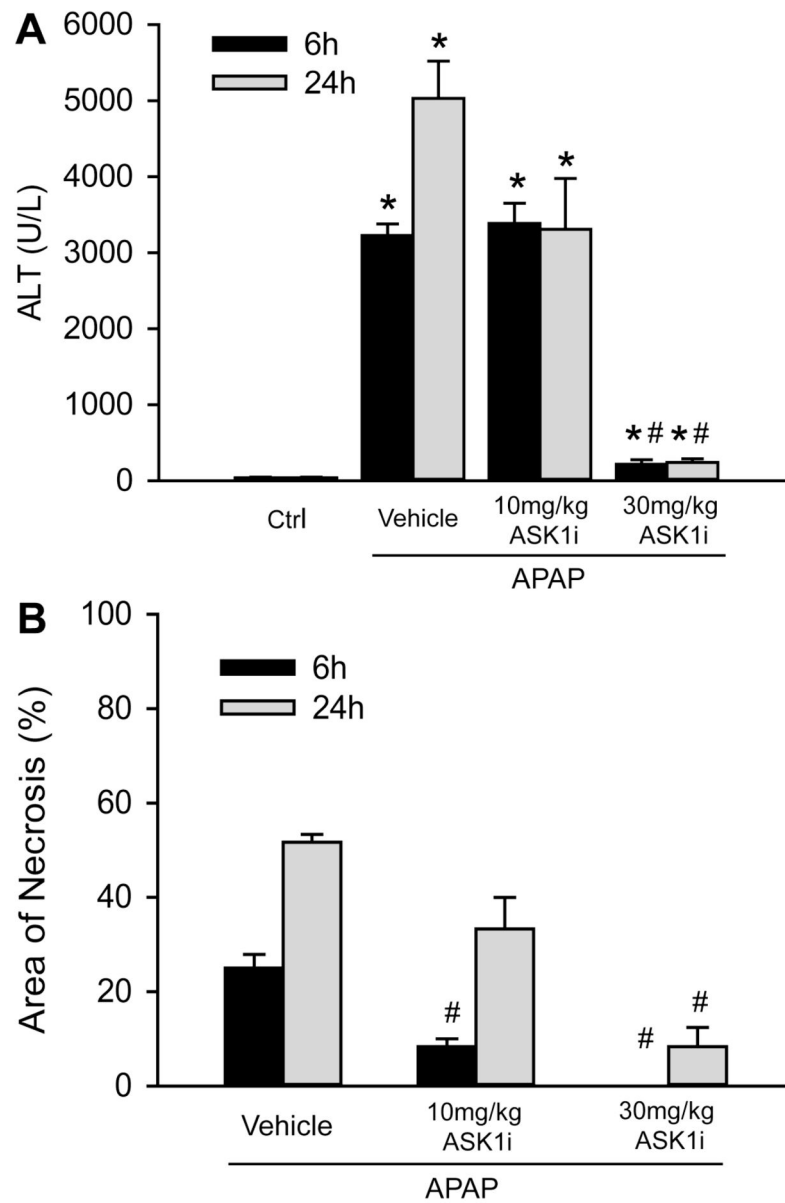 A
6000
5000
4000
3000
2000
1000
0
ALT (U/L)
6h
24h
*
*
*
*
*# *#
Ctrl
Vehicle
10mg/kg
ASK1i
30mg/kg
ASK1i
APAP
B
100
80
60
40
20
0
Area of Necrosis (%)
6h
24h
#
#
#
Vehicle
10mg/kg
ASK1i
30mg/kg
ASK1i
APAP